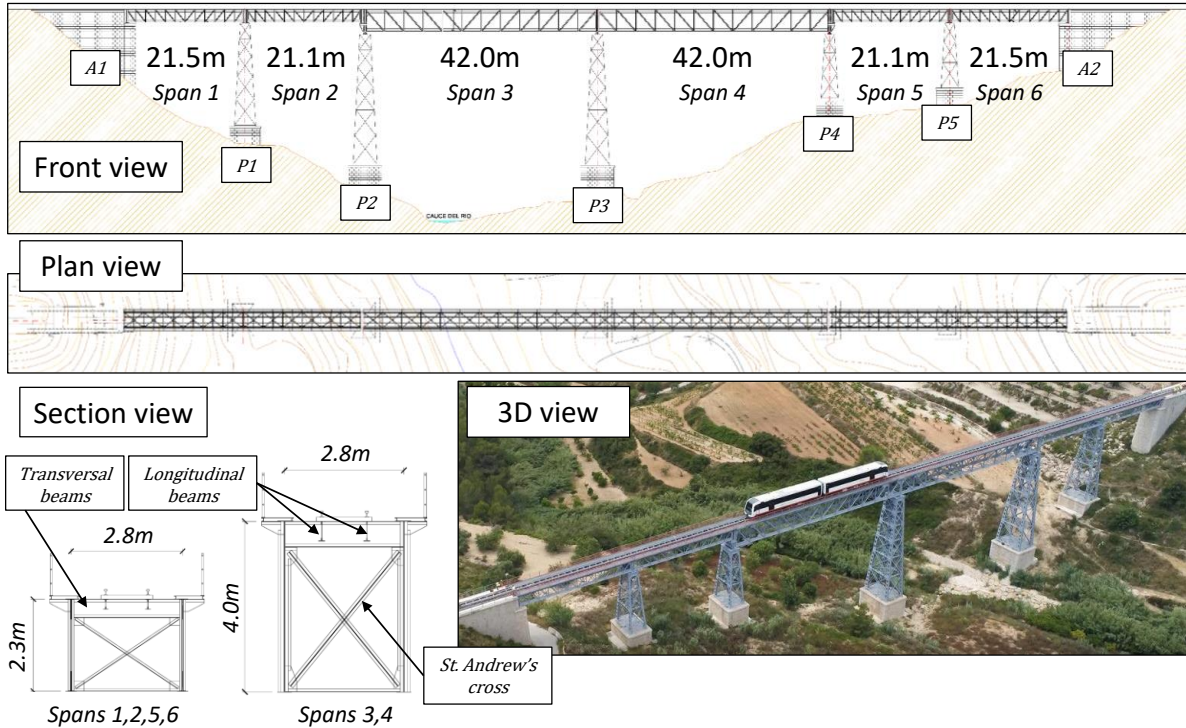 21.5m
21.1m
42.0m
42.0m
21.1m
21.5m
A1
Span 1
Span 2
Span 3
Span 4
Span 5
Span 6
A2
P1
P2
P3
P4
P5
Front view
CAUCE DEL RIO
Plan view
Section view
3D view
Transversal
beams
Longitudinal
beams
2.8m
2.8m
2.3m
4.0m
St. Andrew's
cross
Spans 1,2,5,6
Spans 3,4